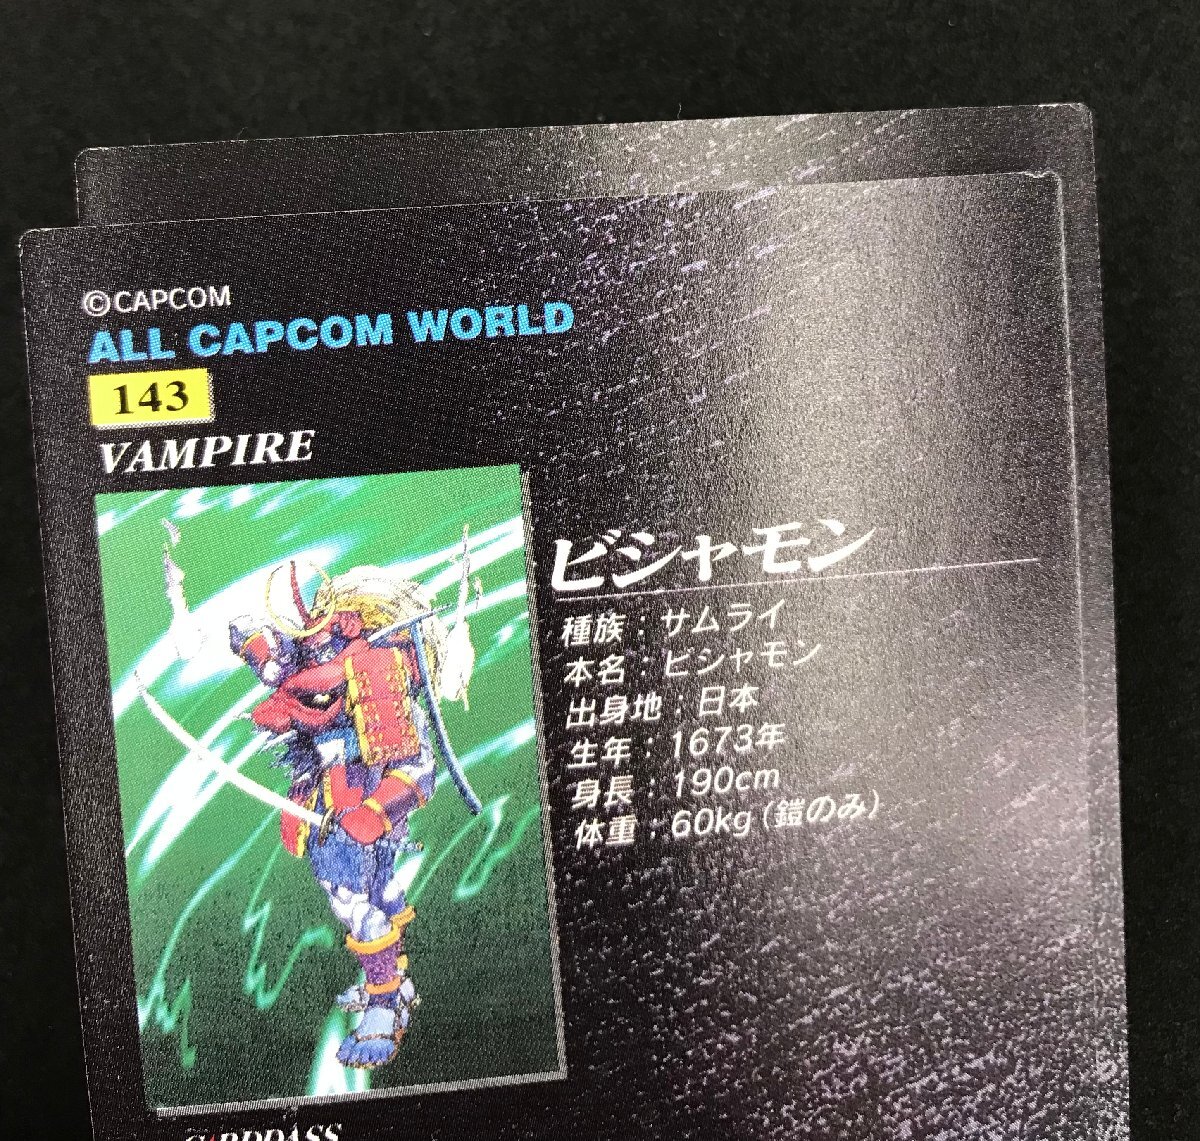 ©CAPCOM
ALL CAPCOM WORLD
143
VAMPIRE
ビシャモン
種族：サムライ
本名：ビシャモン
出身地：日本
生年：1673年
身長：190cm
体重：60kg（鎧のみ）
CARDDASS